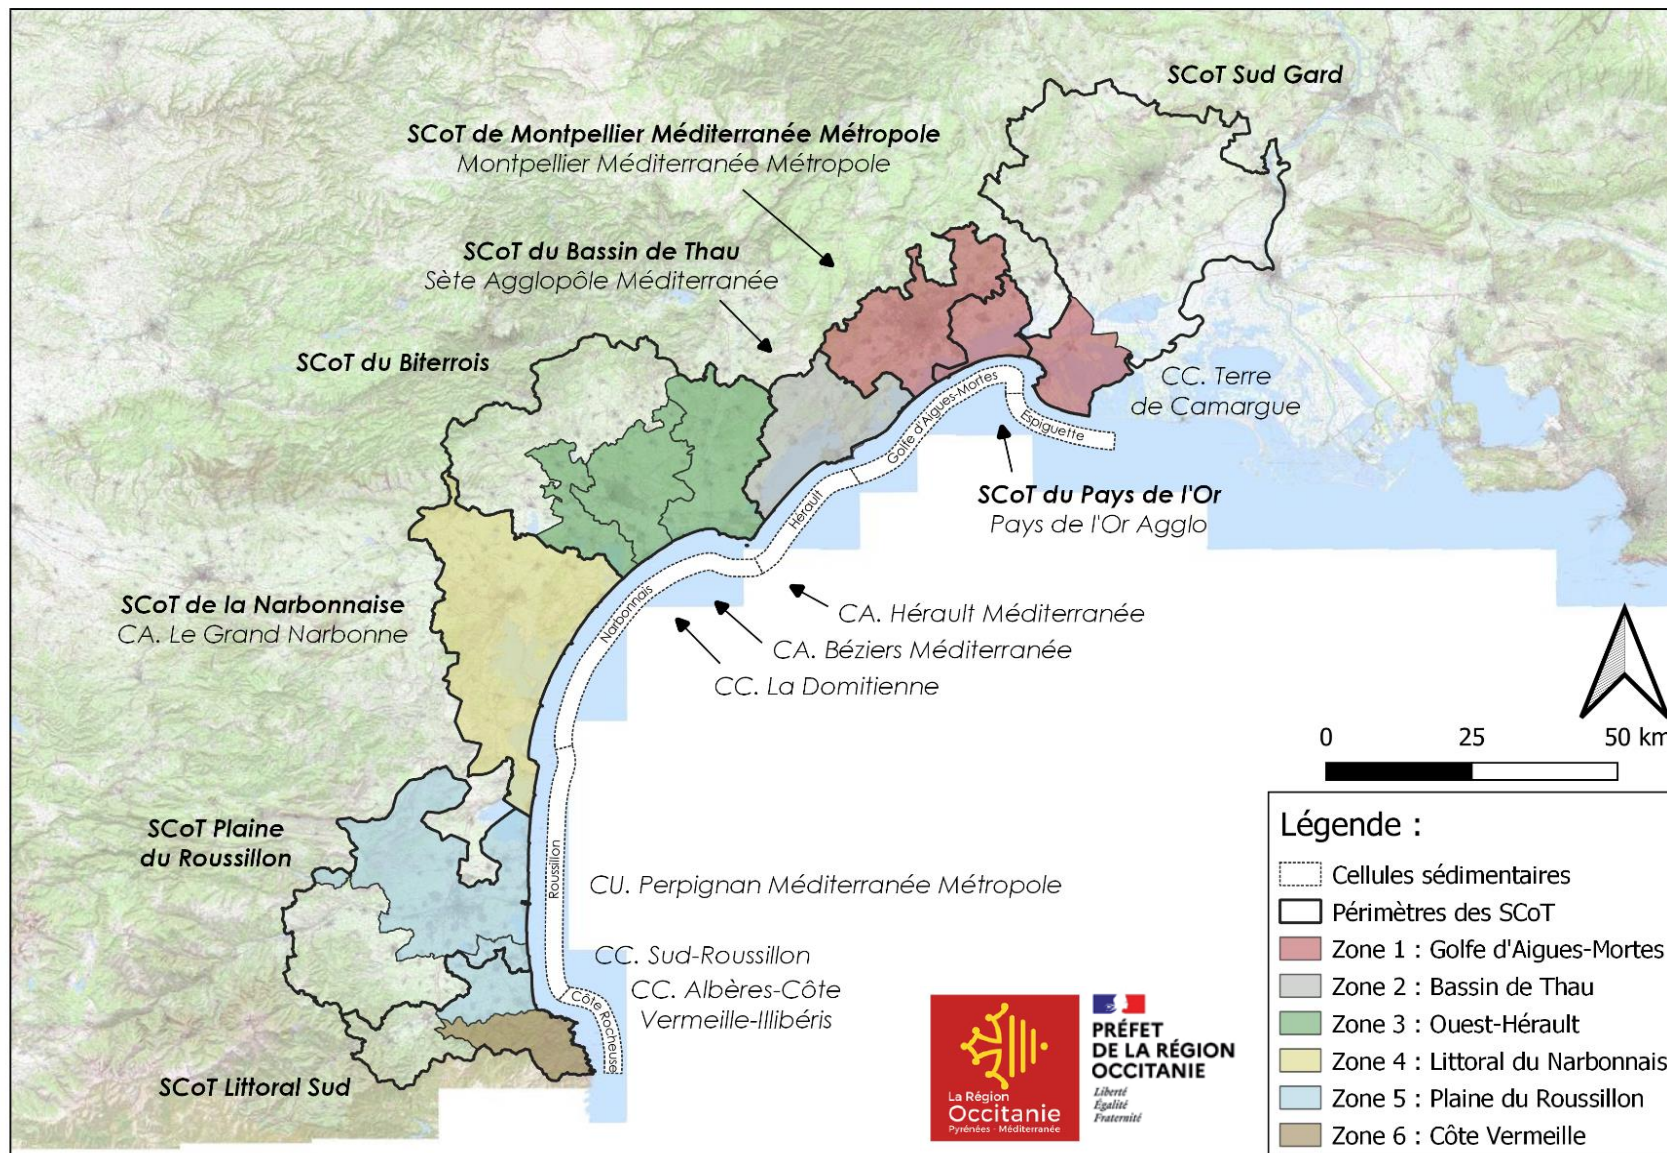 SCoT Sud Gard
SCoT de Montpellier Méditerranée Métropole
Montpellier Méditerranée Métropole
SCoT du Bassin de Thau
Sète Agglopôle Méditerranée
SCoT du Biterrois
CC. Terre
de Camargue
Golfe d'Aigues-Mortes
Espiguette
SCoT du Pays de l'Or
Pays de l'Or Agglo
Hérault
Narbonnais
SCoT de la Narbonnaise
CA. Le Grand Narbonne
CA. Hérault Méditerranée
CA. Béziers Méditerranée
CC. La Domitienne
0 25 50 km
SCoT Plaine
du Roussillon
Roussillon
CU. Perpignan Méditerranée Métropole
CC. Sud-Roussillon
CC. Albères-Côte
Vermeille-Illibéris
Côte Rocheuse
SCoT Littoral Sud
La Région
Occitanie
Pyrénées - Méditerranée
PRÉFET
DE LA RÉGION
OCCITANIE
Liberté
Égalité
Fraternité
Légende :
Cellules sédimentaires
Périmètres des SCoT
Zone 1 : Golfe d'Aigues-Mortes
Zone 2 : Bassin de Thau
Zone 3 : Ouest-Hérault
Zone 4 : Littoral du Narbonnais
Zone 5 : Plaine du Roussillon
Zone 6 : Côte Vermeille